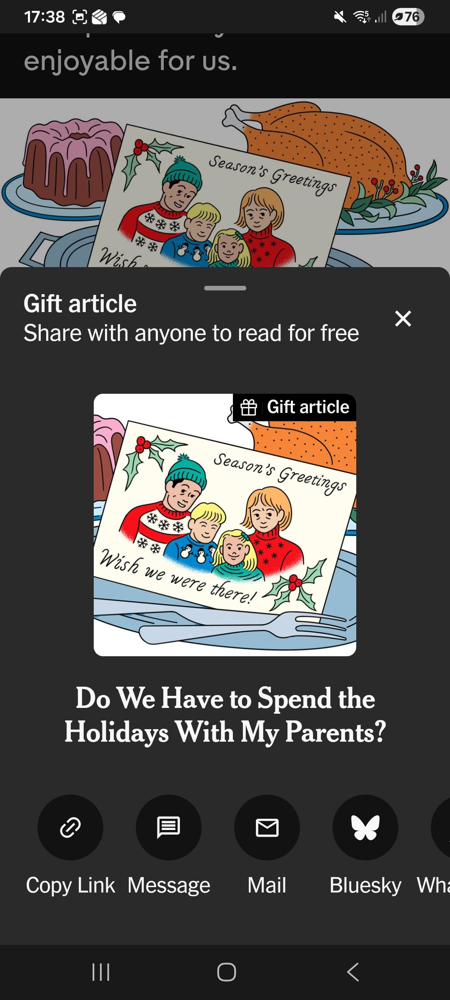 17:38
5
76
enjoyable for us.
Season's Greetings
Wish
Gift article
Share with anyone to read for free
Gift article
Season's Greetings
Wish we were there!
Do We Have to Spend the
Holidays With My Parents?
Copy Link
Message
Mail
Bluesky